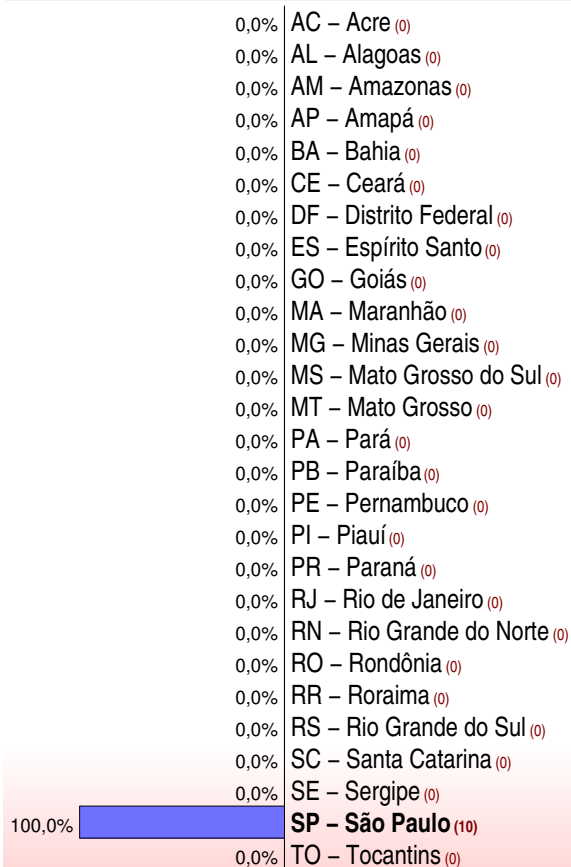 0,0% AC – Acre (0)
0,0% AL – Alagoas (0)
0,0% AM – Amazonas (0)
0,0% AP – Amapá (0)
0,0% BA – Bahia (0)
0,0% CE – Ceará (0)
0,0% DF – Distrito Federal (0)
0,0% ES – Espírito Santo (0)
0,0% GO – Goiás (0)
0,0% MA – Maranhão (0)
0,0% MG – Minas Gerais (0)
0,0% MS – Mato Grosso do Sul (0)
0,0% MT – Mato Grosso (0)
0,0% PA – Pará (0)
0,0% PB – Paraíba (0)
0,0% PE – Pernambuco (0)
0,0% PI – Piauí (0)
0,0% PR – Paraná (0)
0,0% RJ – Rio de Janeiro (0)
0,0% RN – Rio Grande do Norte (0)
0,0% RO – Rondônia (0)
0,0% RR – Roraima (0)
0,0% RS – Rio Grande do Sul (0)
0,0% SC – Santa Catarina (0)
0,0% SE – Sergipe (0)
100,0% SP – São Paulo (10)
0,0% TO – Tocantins (0)